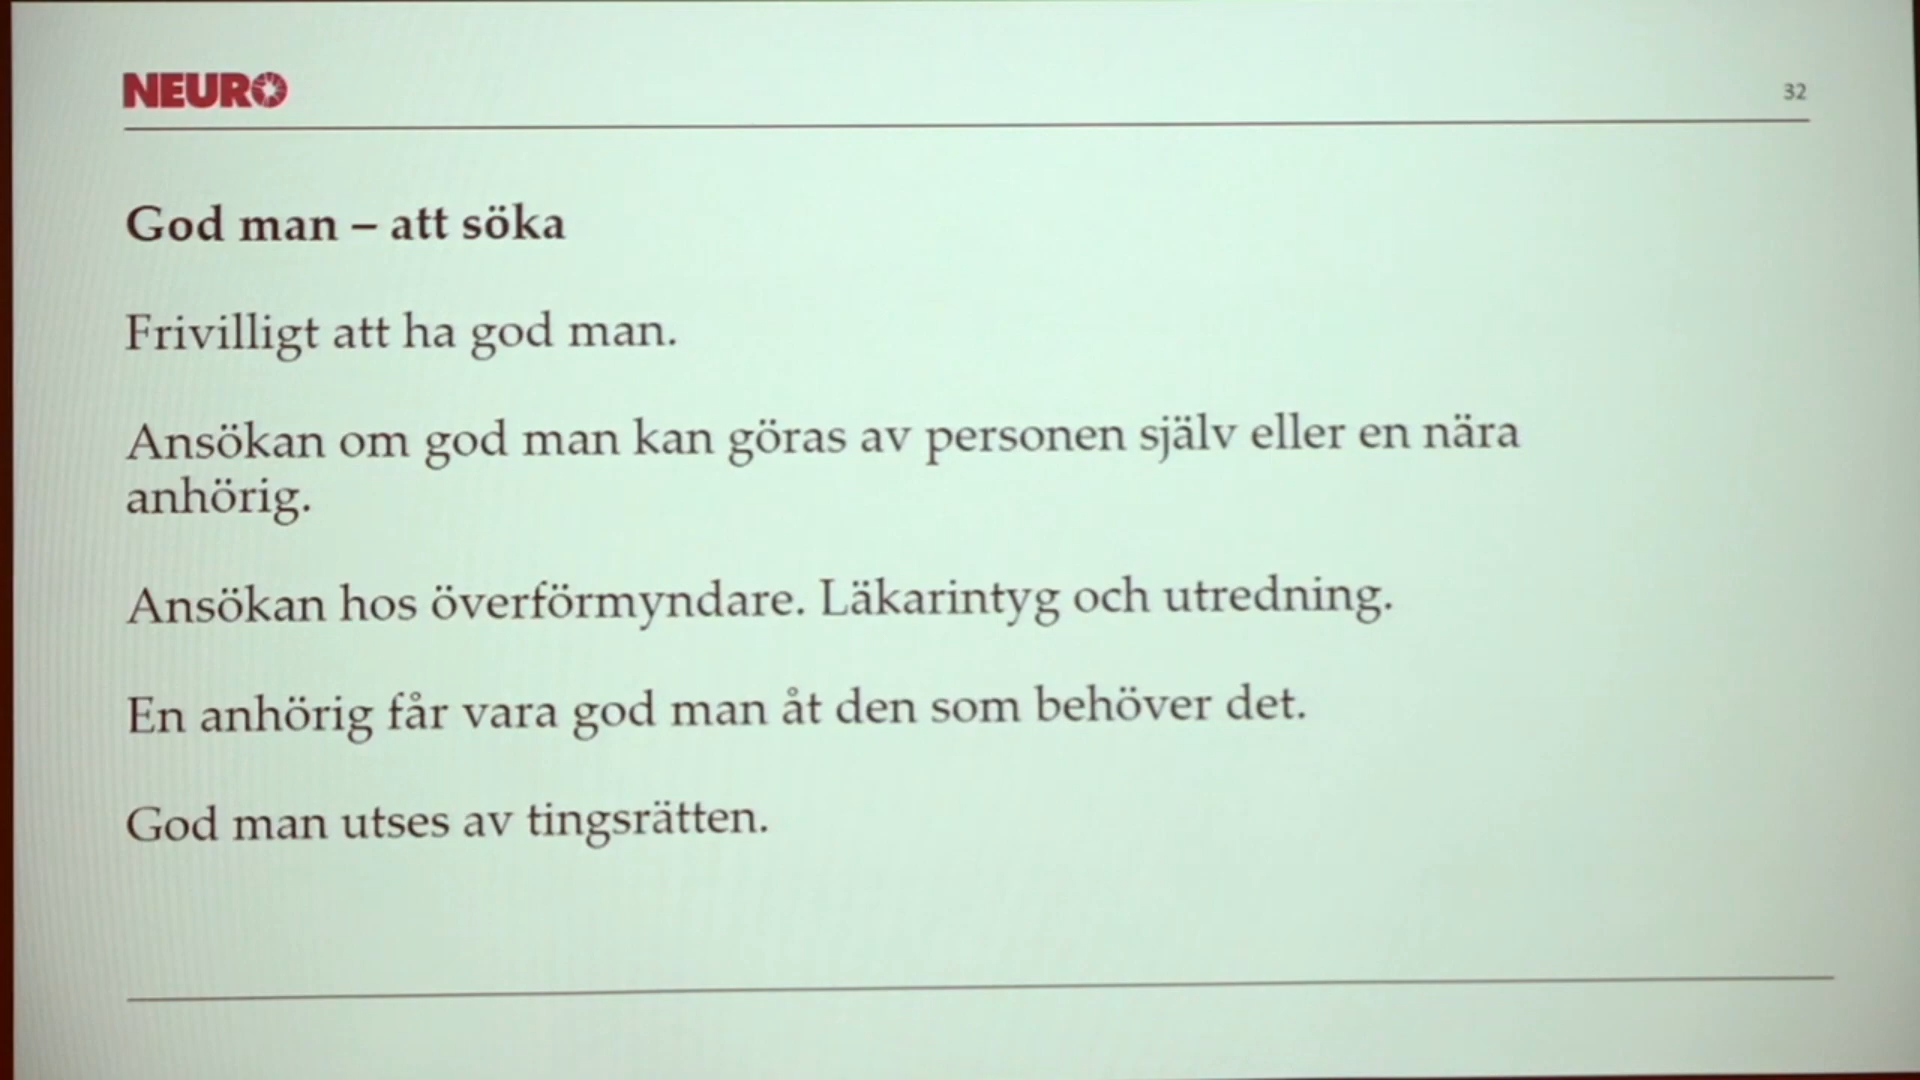 NEURO
32
God man – att söka
Frivilligt att ha god man.
Ansökan om god man kan göras av personen själv eller en nära
anhörig.
Ansökan hos överförmyndare. Läkarintyg och utredning.
En anhörig får vara god man åt den som behöver det.
God man utses av tingsrätten.